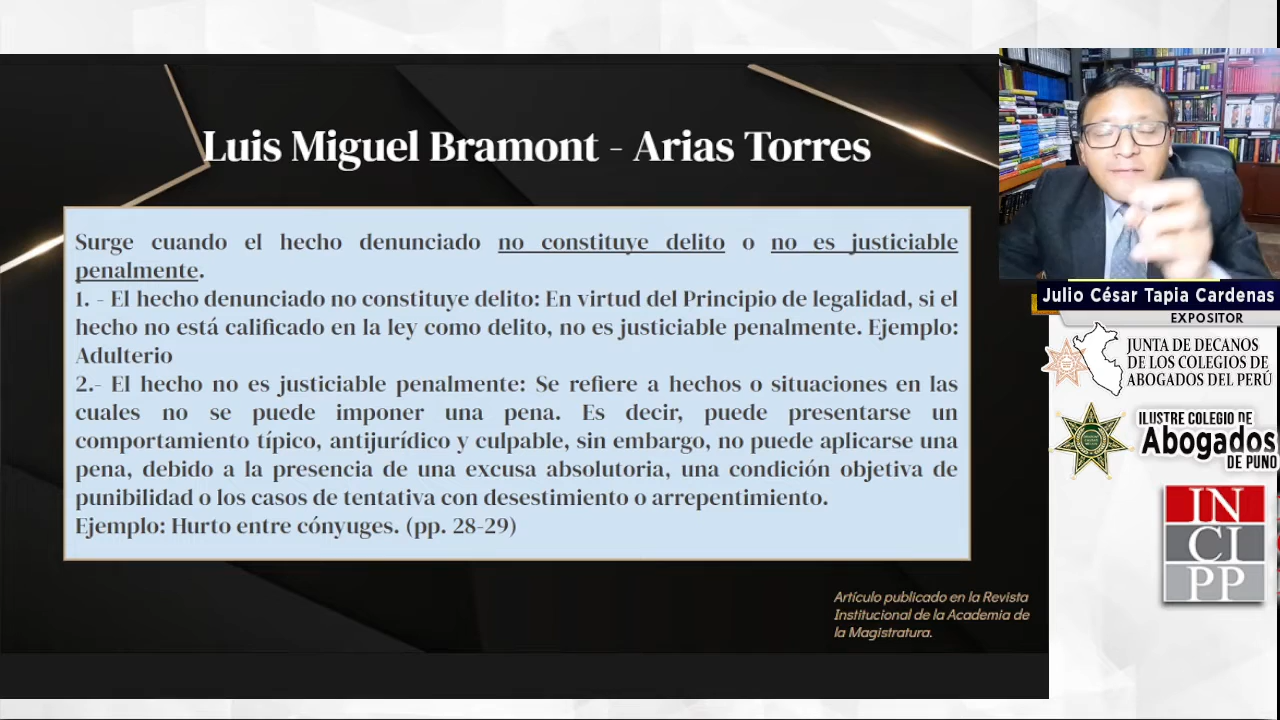 Luis Miguel Bramont - Arias Torres
Surge cuando el hecho denunciado no constituye delito o no es justiciable
penalmente.
1. - El hecho denunciado no constituye delito: En virtud del Principio de legalidad, si el
hecho no está calificado en la ley como delito, no es justiciable penalmente. Ejemplo:
Adulterio
2.- El hecho no es justiciable penalmente: Se refiere a hechos o situaciones en las
cuales no se puede imponer una pena. Es decir, puede presentarse un
comportamiento típico, antijurídico y culpable, sin embargo, no puede aplicarse una
pena, debido a la presencia de una excusa absolutoria, una condición objetiva de
punibilidad o los casos de tentativa con desestimiento o arrepentimiento.
Ejemplo: Hurto entre cónyuges. (pp. 28-29)
Artículo publicado en la Revista
Institucional de la Academia de
la Magistratura.
Julio César Tapia Cardenas
EXPOSITOR
JUNTA DE DECANOS
DE LOS COLEGIOS DE
ABOGADOS DEL PERÚ
ILUSTRE COLEGIO DE
Abogados
DE PUNO
IN
CI
PP